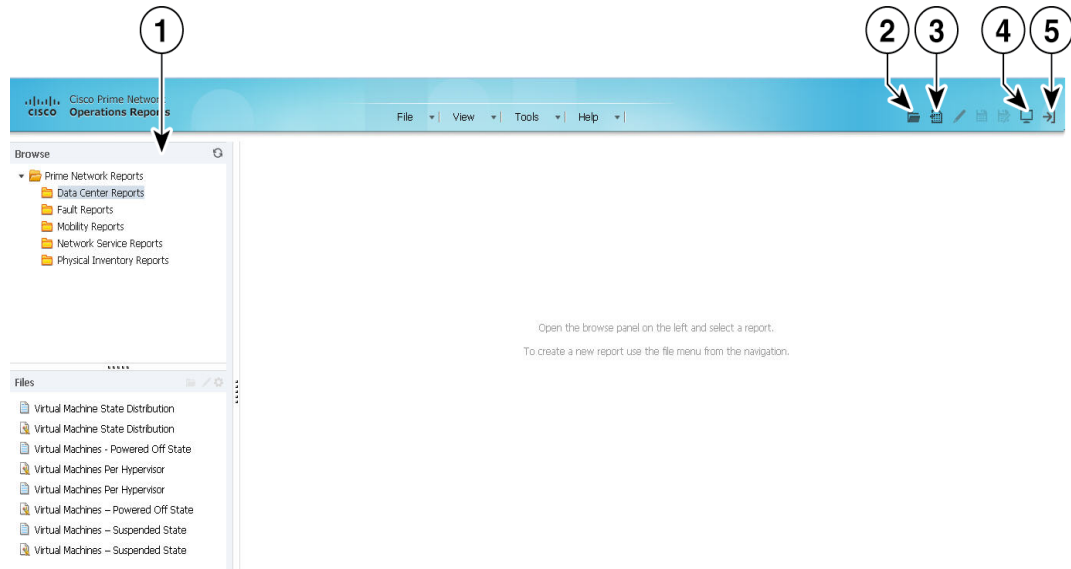 1
2
3
4
5
CISCO
Cisco Prime Network
Operations Reports
File
View
Tools
Help
Browse
Prime Network Reports
Data Center Reports
Fault Reports
Mobility Reports
Network Service Reports
Physical Inventory Reports
Open the browse panel on the left and select a report.
To create a new report use the file menu from the navigation.
Files
Virtual Machine State Distribution
Virtual Machine State Distribution
Virtual Machines - Powered Off State
Virtual Machines Per Hypervisor
Virtual Machines Per Hypervisor
Virtual Machines – Powered Off State
Virtual Machines – Suspended State
Virtual Machines – Suspended State